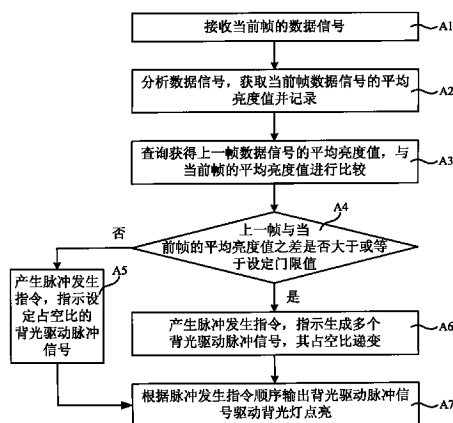 接收当前帧的数据信号
A1
分析数据信号，获取当前帧数据信号的平均
亮度值并记录
A2
查询获得上一帧数据信号的平均亮度值，与
当前帧的平均亮度值进行比较
A3
A4
上一帧与当
前帧的平均亮度值之差是否大于或等
于设定门限值
否
是
A5
产生脉冲发生
指令，指示设
定占空比的
背光驱动脉冲
信号
产生脉冲发生指令，指示生成多个
背光驱动脉冲信号，其占空比递变
A6
根据脉冲发生指令顺序输出背光驱动脉冲信
号驱动背光灯点亮
A7